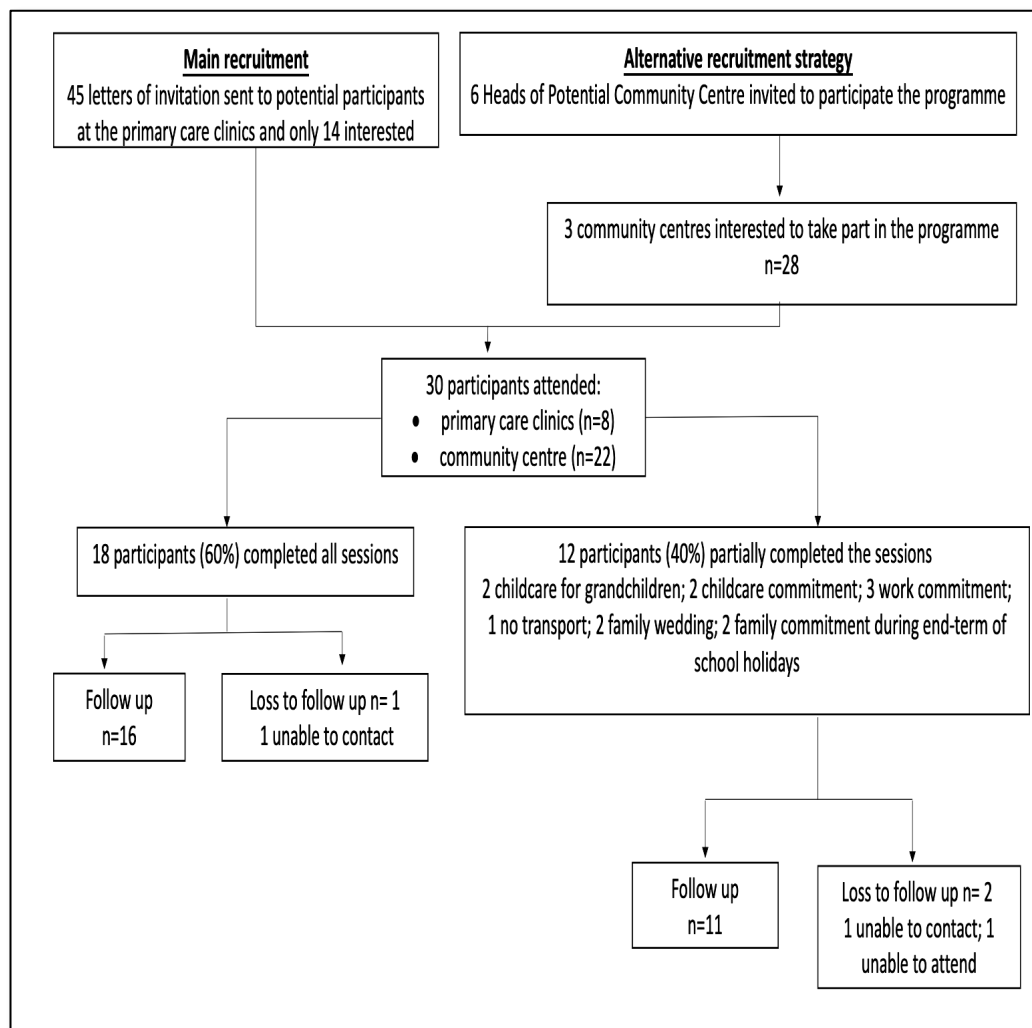 Main recruitment
45 letters of invitation sent to potential participants
at the primary care clinics and only 14 interested
Alternative recruitment strategy
6 Heads of Potential Community Centre invited to participate the programme
3 community centres interested to take part in the programme
n=28
30 participants attended:
• primary care clinics (n=8)
• community centre (n=22)
18 participants (60%) completed all sessions
12 participants (40%) partially completed the sessions
2 childcare for grandchildren; 2 childcare commitment; 3 work commitment;
1 no transport; 2 family wedding; 2 family commitment during end-term of
school holidays
Follow up
n=16
Loss to follow up n= 1
1 unable to contact
Follow up
n=11
Loss to follow up n= 2
1 unable to contact; 1
unable to attend